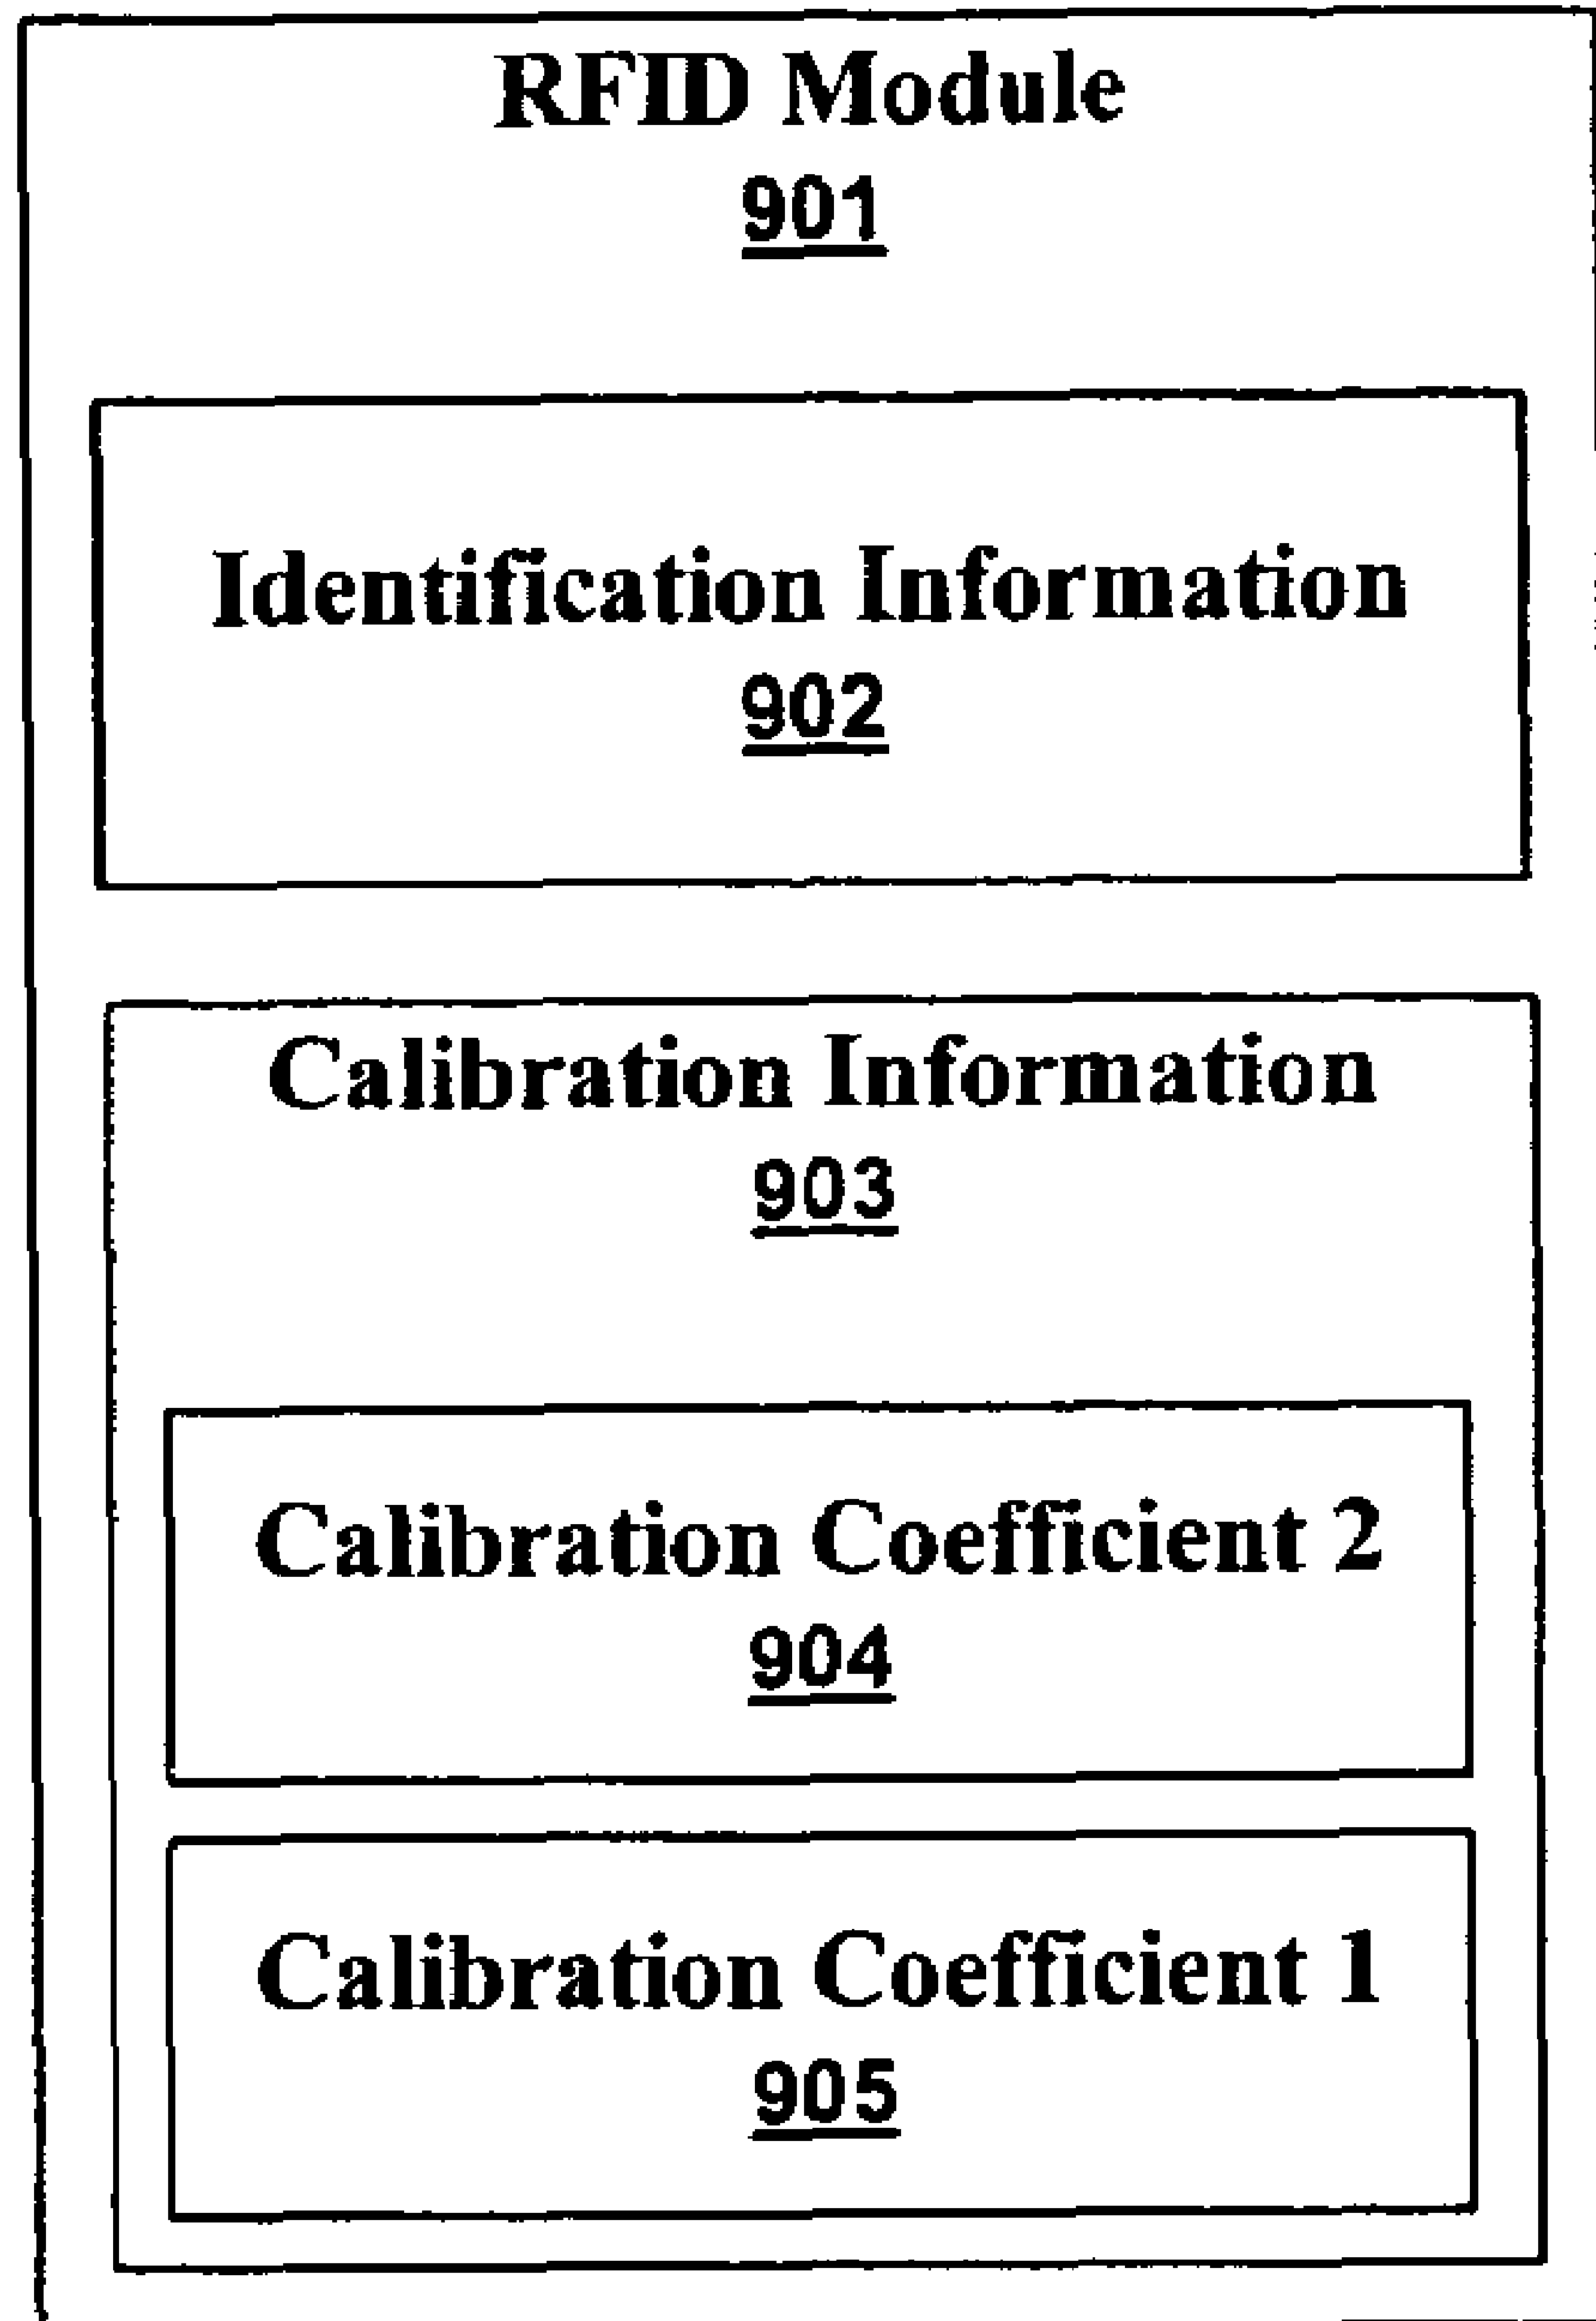 RFID Module
901
Identification Information
902
Calibration Information
903
Calibration Coefficient 2
904
Calibration Coefficient 1
905